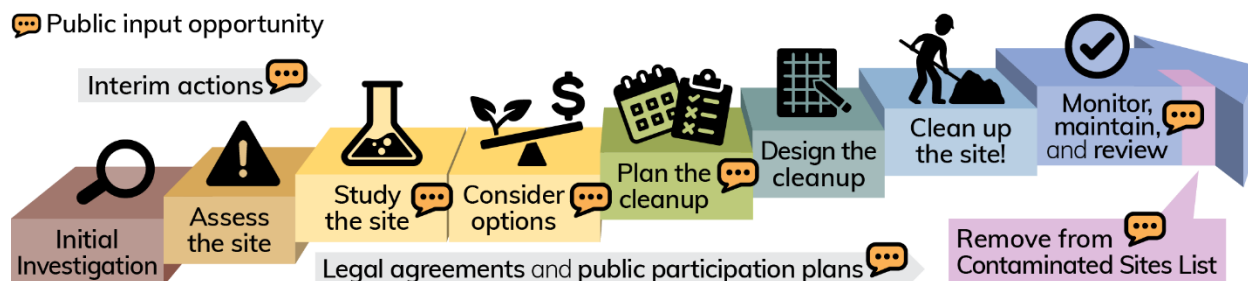 Public input opportunity
Interim actions
Initial
Investigation
Assess
the site
Study
the site
Consider
options
Plan the
cleanup
Design the
cleanup
Clean up
the site!
Monitor,
maintain,
and review
Legal agreements and public participation plans
Remove from
Contaminated Sites List